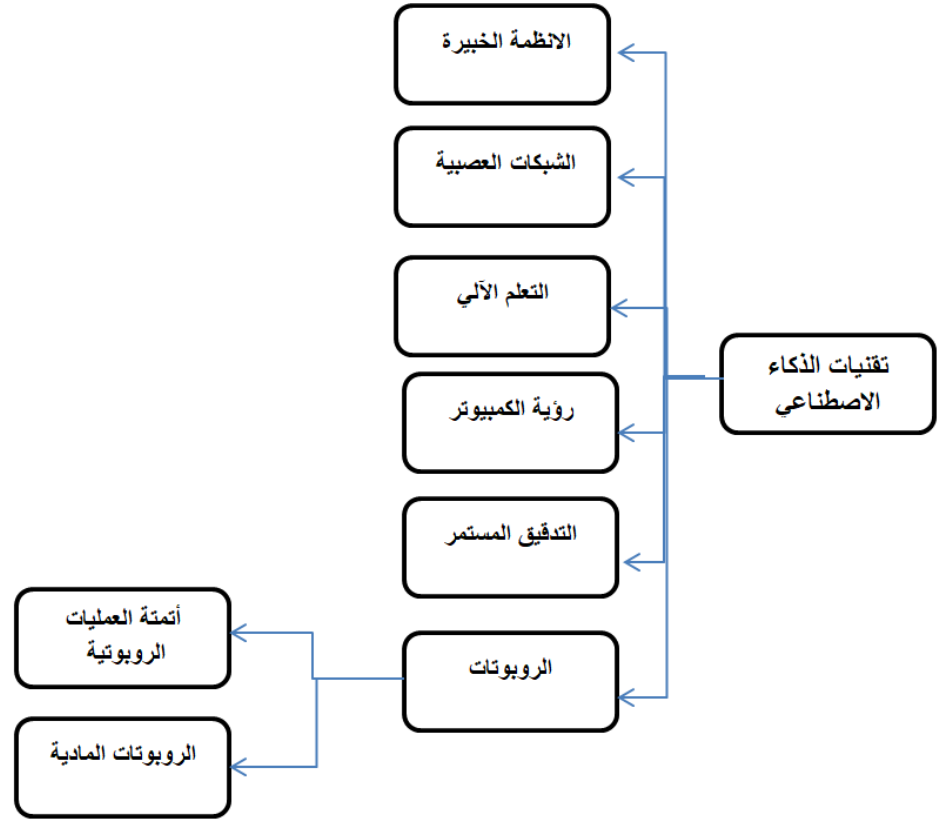 الانظمة الخبيرة
الشبكات العصبية
التعلم الآلي
تقنيات الذكاء
الاصطناعي
رؤية الكمبيوتر
التدقيق المستمر
الروبوتات
أتمتة العمليات
الروبوتية
الروبوتات المادية